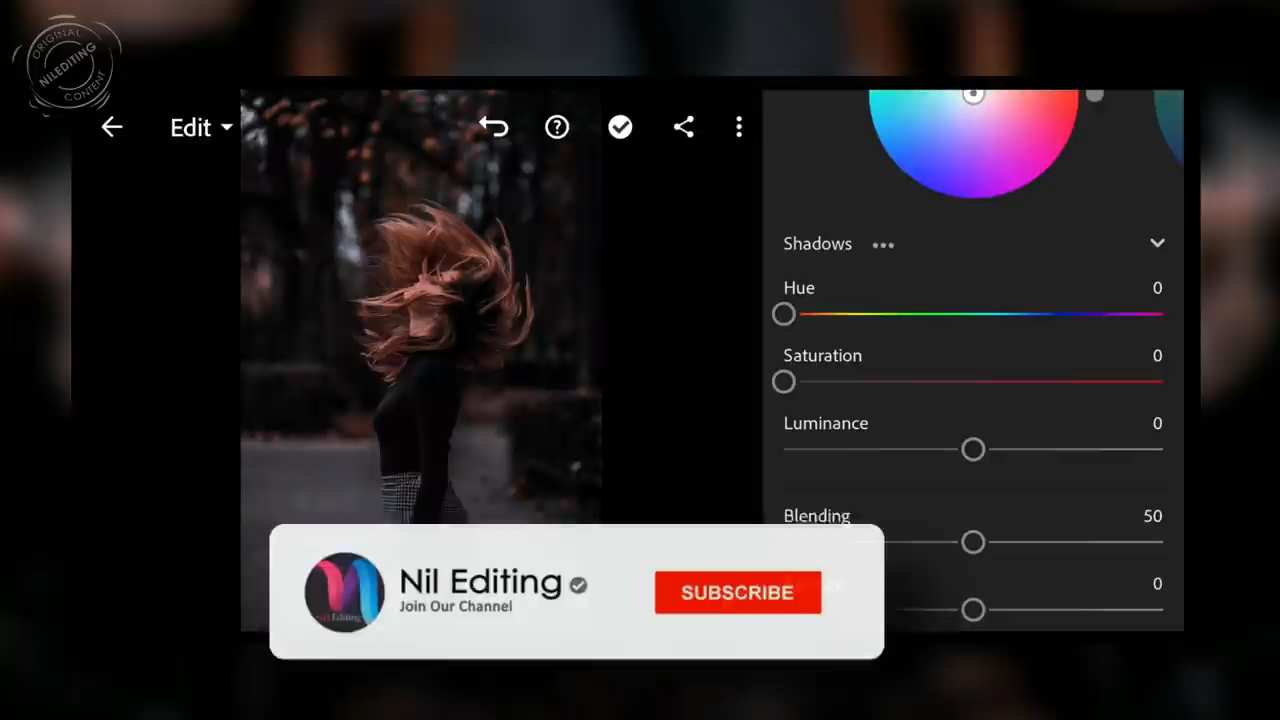 ORIGINAL
NILEDITING
CONTENT
Edit
Shadows
Hue 0
Saturation 0
Luminance 0
Blending 50
0
Nil Editing
Join Our Channel
SUBSCRIBE